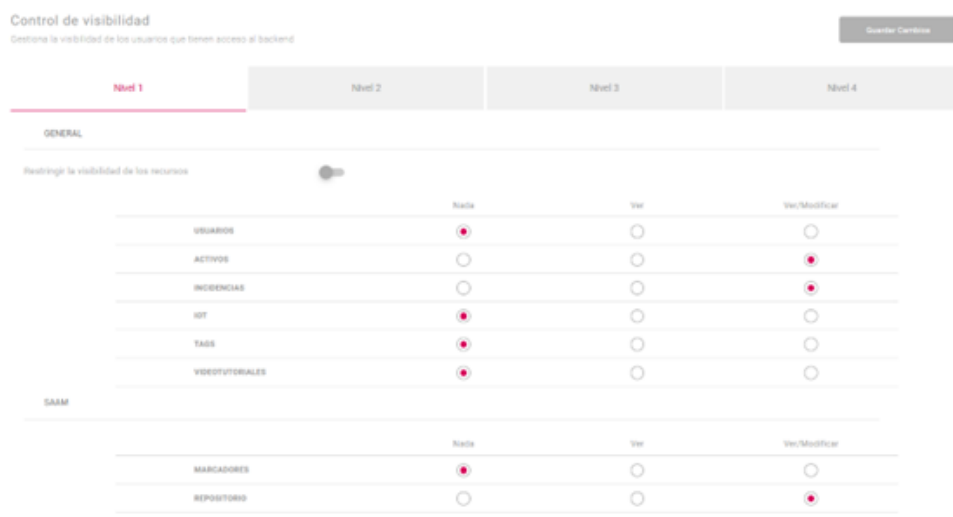 Control de visibilidad
Gestiona la visibilidad de los usuarios que tienen acceso al backend
Guardar Cambios
Nivel 1 Nivel 2 Nivel 3 Nivel 4
GENERAL
Restringir la visibilidad de los recursos
Nada Ver Ver/Modificar
USUARIOS
ACTIVOS
INCIDENCIAS
IOT
TAGS
VIDEOTUTORIALES
SAAM
Nada Ver Ver/Modificar
MARCADORES
REPOSITORIO